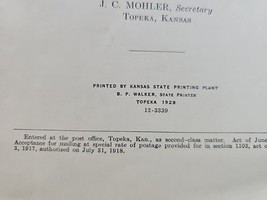 J. C. MOHLER, Secretary
TOPEKA, KANSAS
PRINTED BY KANSAS STATE PRINTING PLANT
B. P. WALKER, STATE PRINTER
TOPEKA 1928
12-3339
Entered at the post office, Topeka, Kan., as second-class matter. Act of June
Acceptance for mailing at special rate of postage provided for in section 1103, act o
3, 1917, authorized on July 31, 1918.